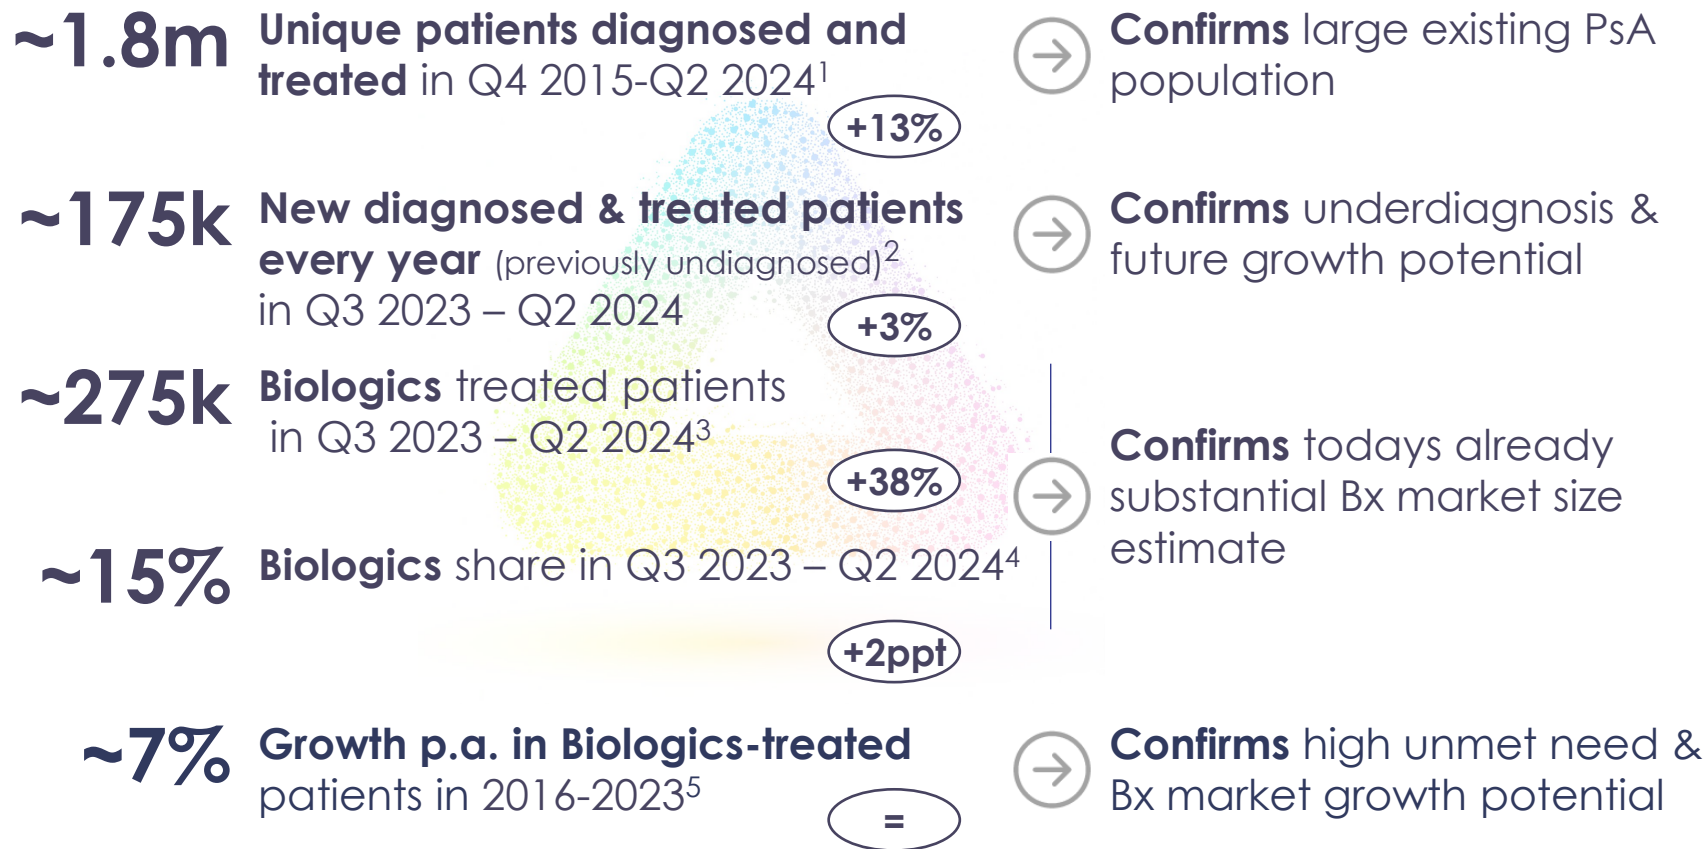 ~1.8m
Unique patients diagnosed and
treated in Q4 2015-Q2 2024¹
+13%
Confirms large existing PsA
population
~175k
New diagnosed & treated patients
every year (previously undiagnosed)²
in Q3 2023 – Q2 2024
+3%
Confirms underdiagnosis &
future growth potential
~275k
Biologics treated patients
in Q3 2023 – Q2 2024³
+38%
~15%
Biologics share in Q3 2023 – Q2 2024⁴
+2ppt
Confirms todays already
substantial Bx market size
estimate
~7%
Growth p.a. in Biologics-treated
patients in 2016-2023⁵
=
Confirms high unmet need &
Bx market growth potential